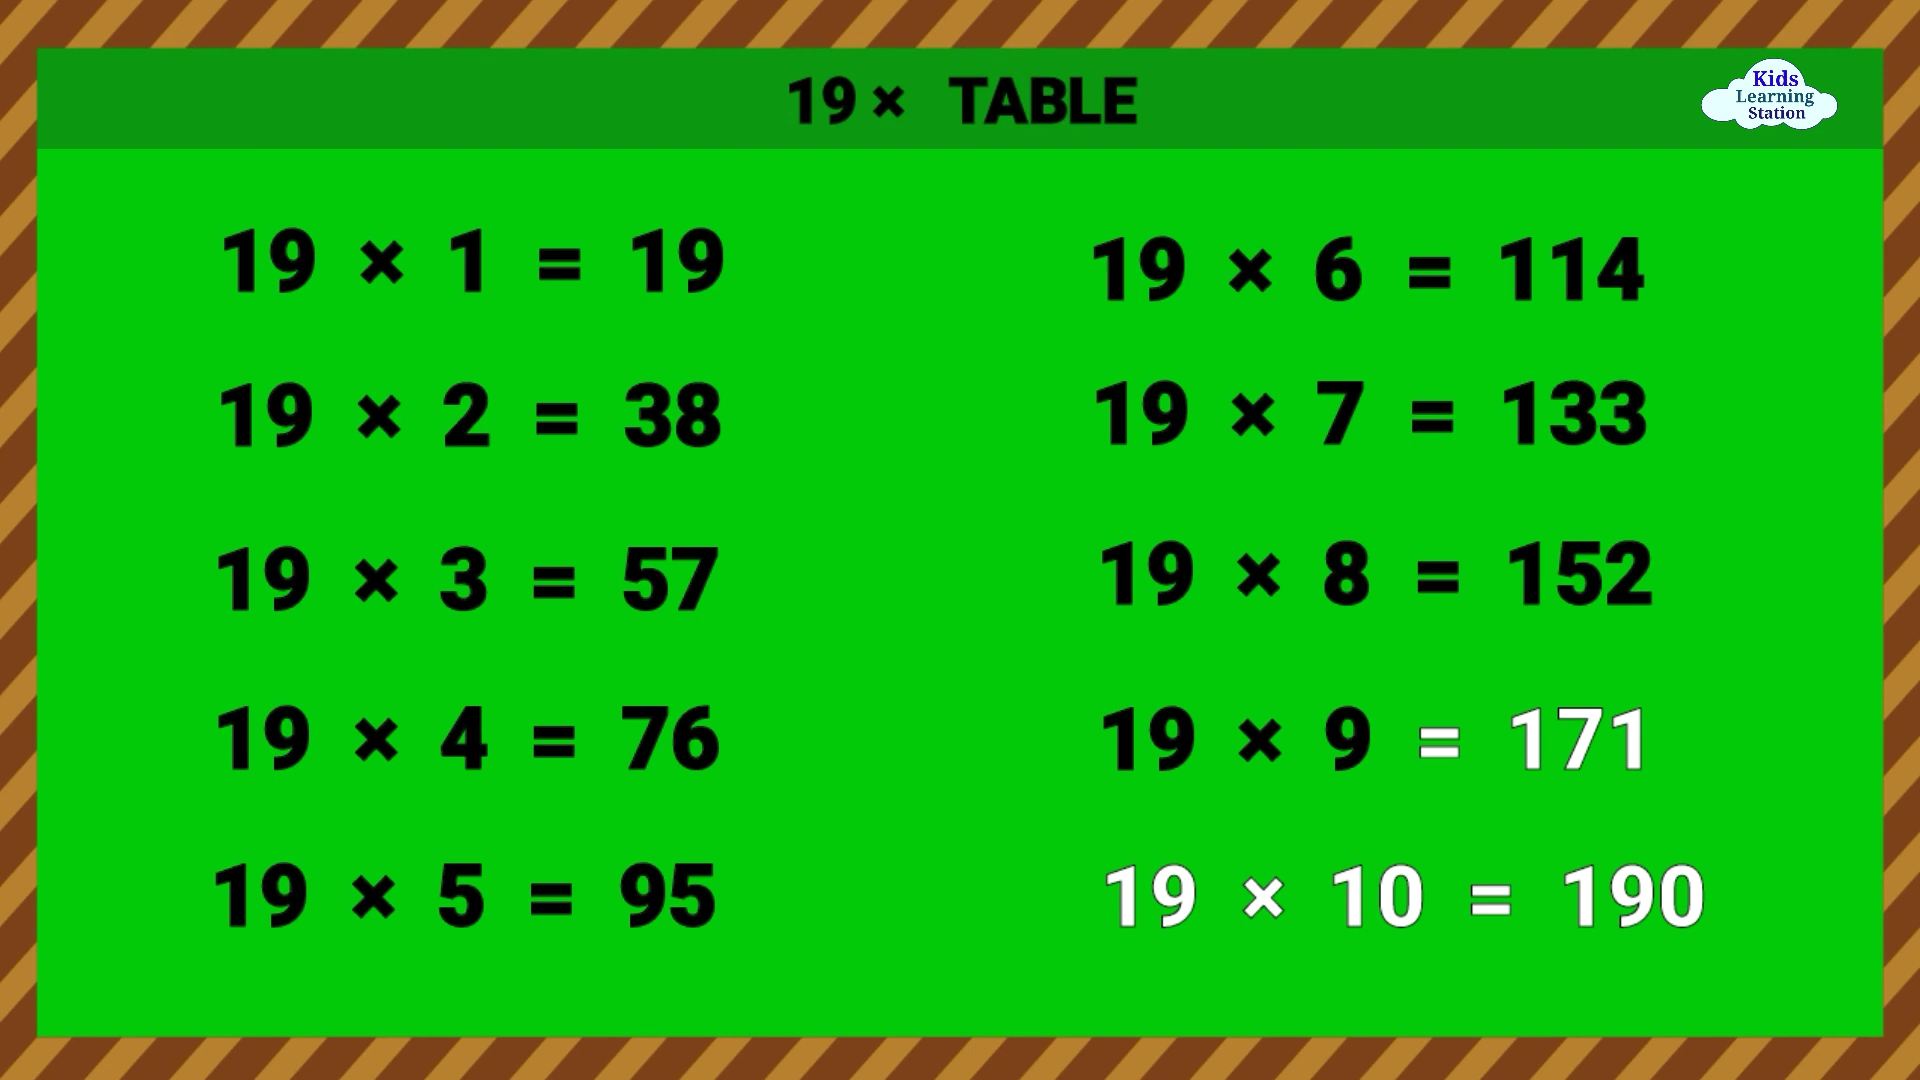 19 × TABLE
Kids
Learning
Station
19 × 1 = 19
19 × 2 = 38
19 × 3 = 57
19 × 4 = 76
19 × 5 = 95
19 × 6 = 114
19 × 7 = 133
19 × 8 = 152
19 × 9 = 171
19 × 10 = 190